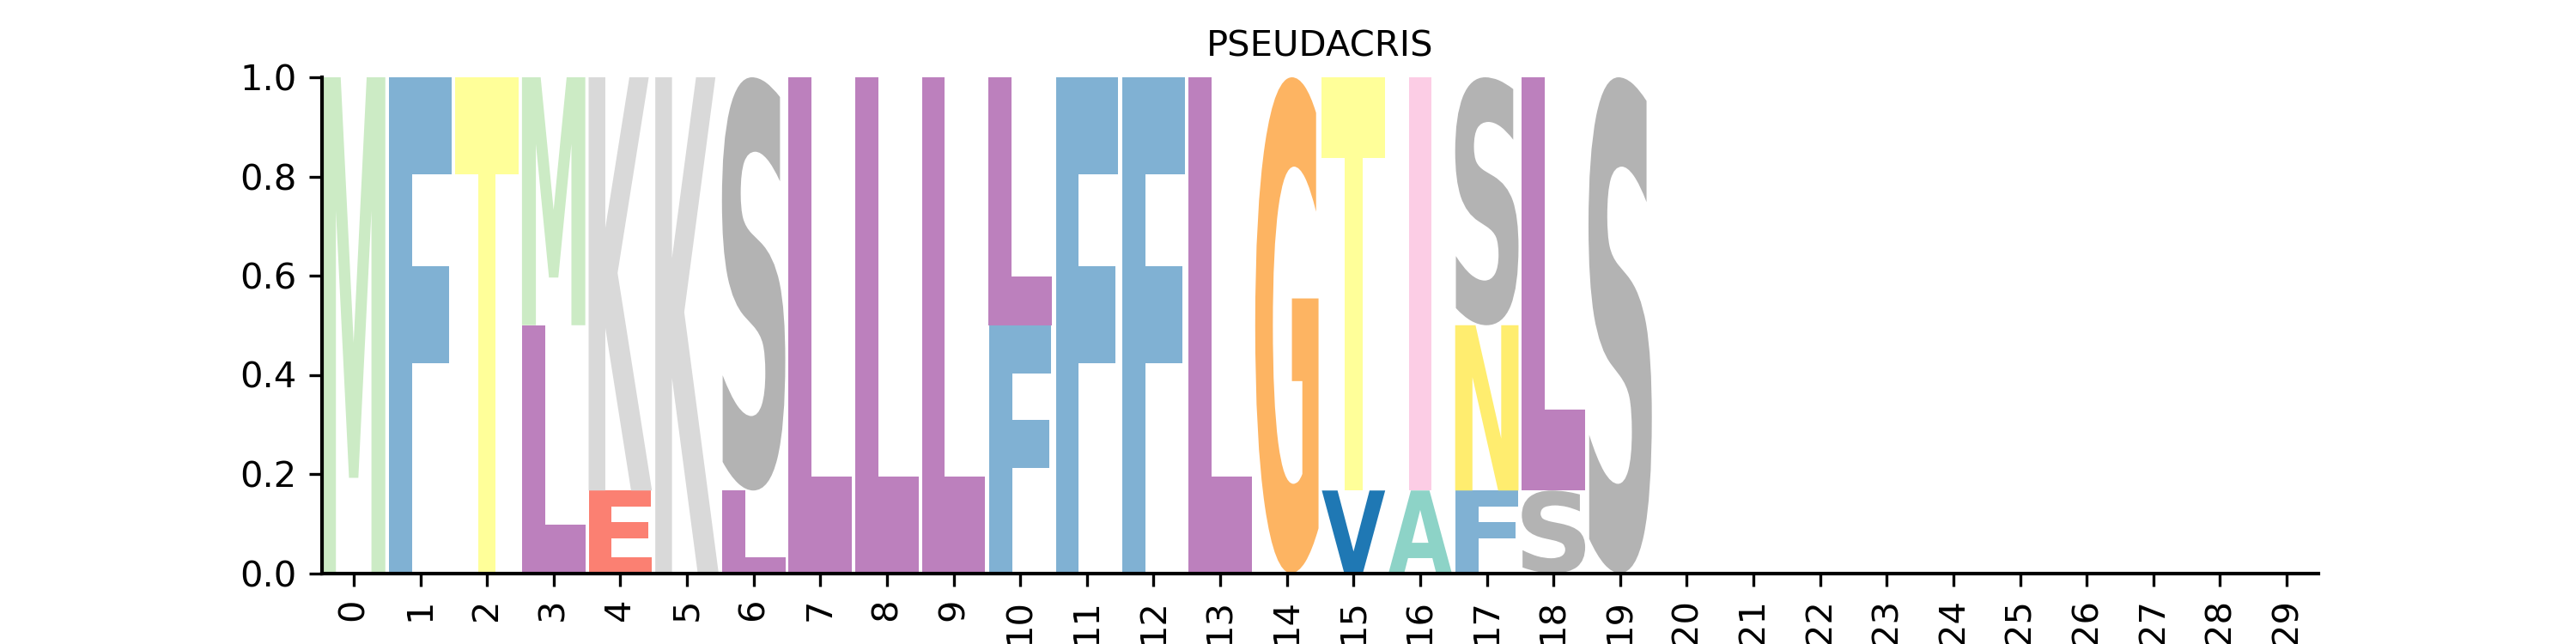 PSEUDACRIS
1.0
0.8
0.6
0.4
0.2
0.0
M F T M K K S L L L L F F L G T I S L S
L E L F V A N S
F
0 1 2 3 4 5 6 7 8 9 10 11 12 13 14 15 16 17 18 19 20 21 22 23 24 25 26 27 28 29